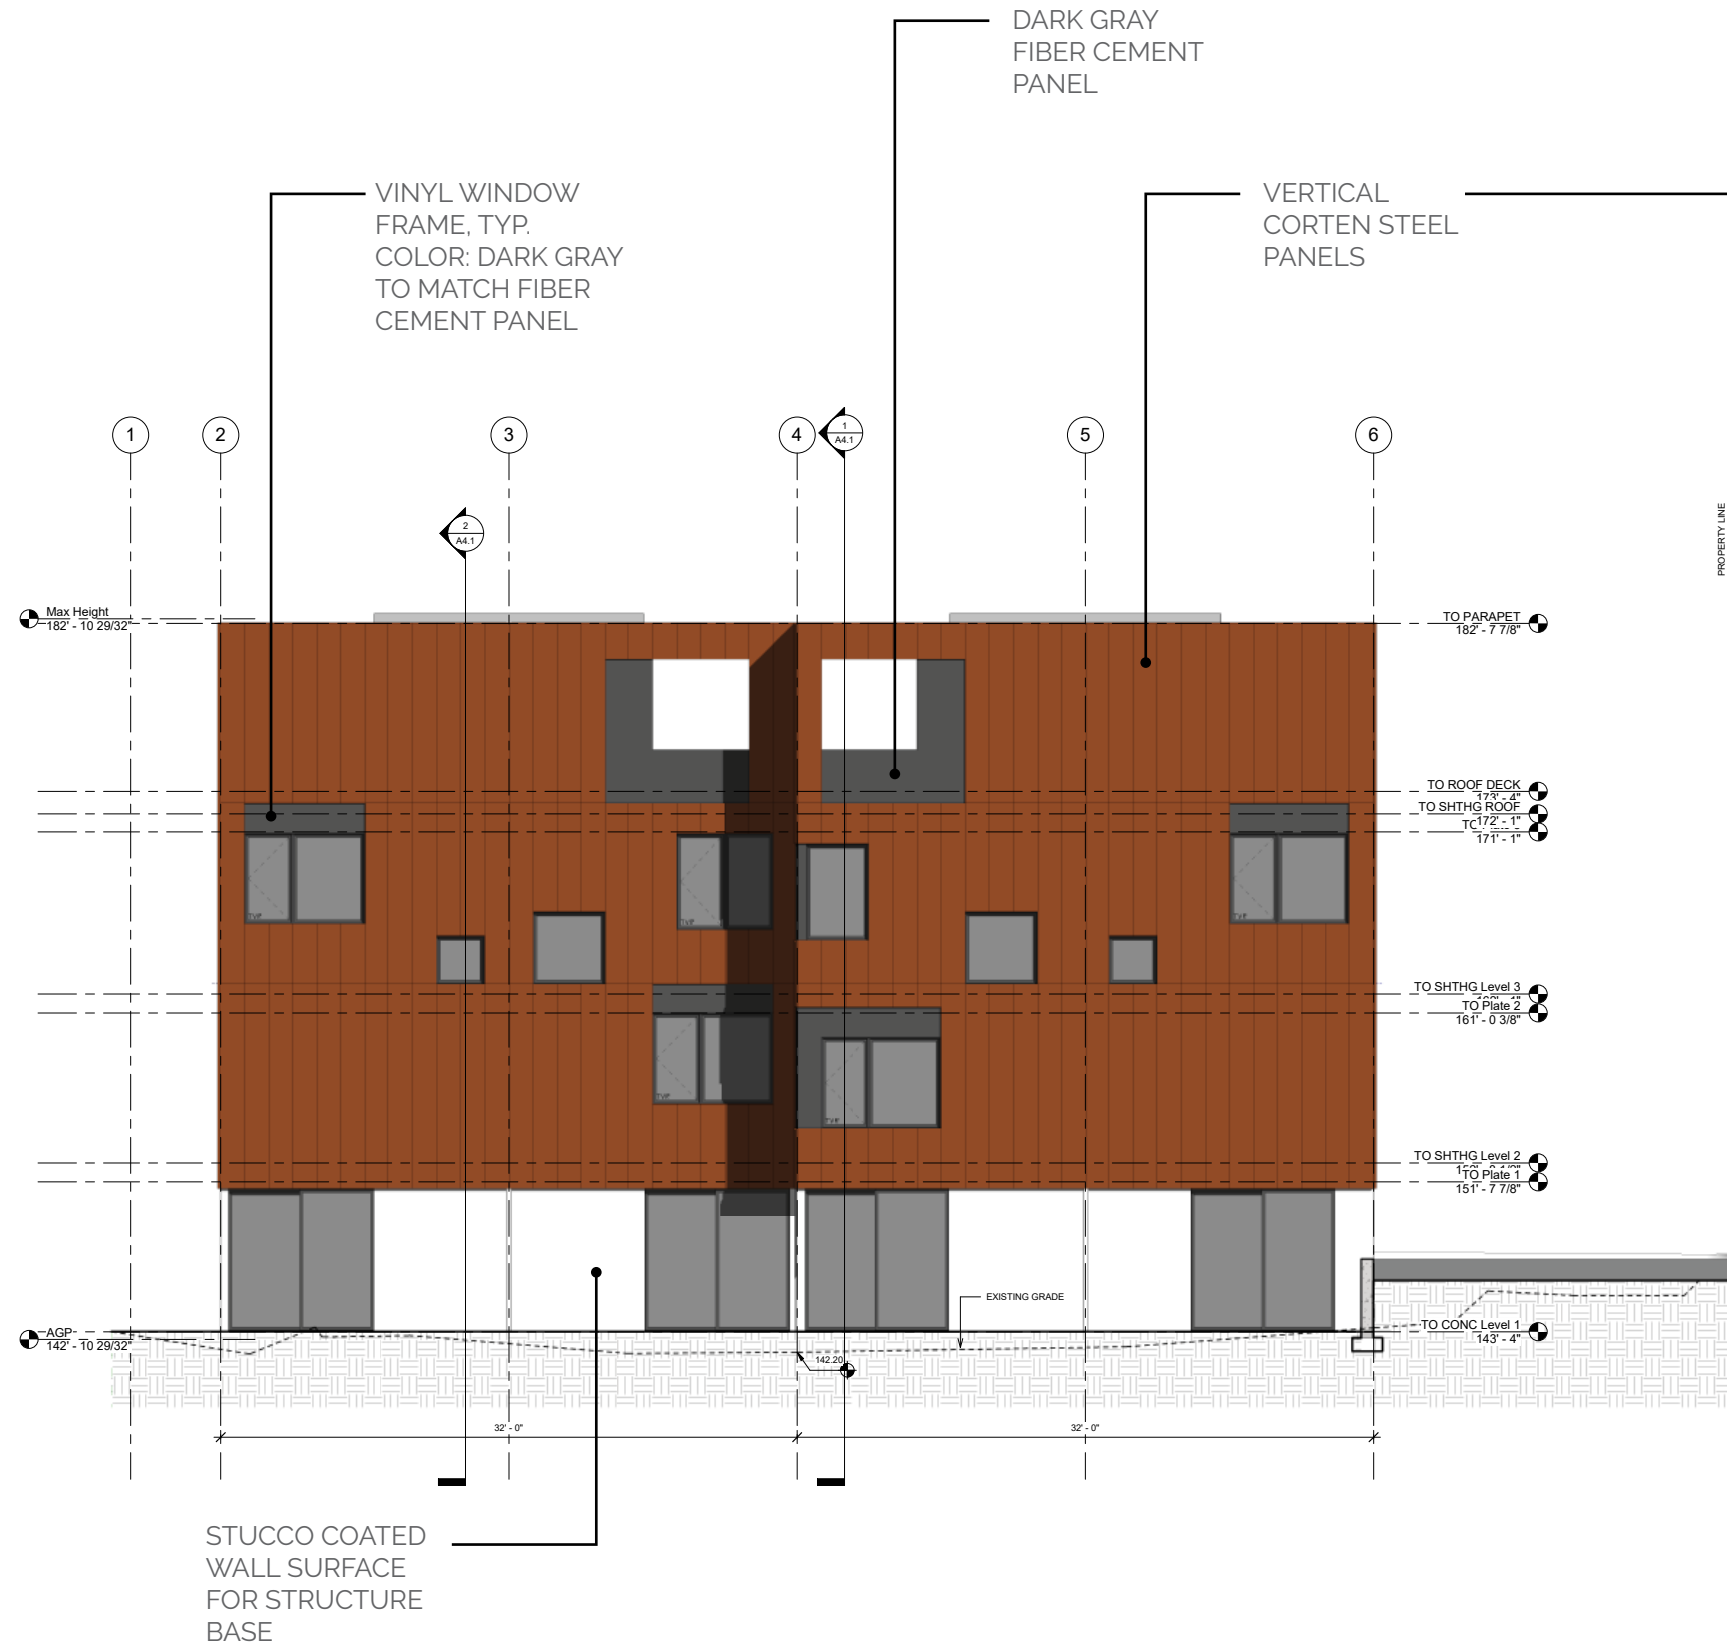 DARK GRAY
FIBER CEMENT
PANEL
VINYL WINDOW
FRAME, TYP.
COLOR: DARK GRAY
TO MATCH FIBER
CEMENT PANEL
VERTICAL
CORTEN STEEL
PANELS
1
2
3
4
5
6
1
A4.1
2
A4.1
PROPERTY LINE
Max Height
182' - 10 29/32"
TO PARAPET
182' - 7 7/8"
TO ROOF DECK
173' - 4"
TO SHTHG ROOF
172' - 1"
171' - 1"
TO SHTHG Level 3
TO Plate 2
161' - 0 3/8"
TO SHTHG Level 2
TO Plate 1
151' - 7 7/8"
EXISTING GRADE
AGP
142' - 10 29/32"
TO CONC Level 1
143' - 4"
142.20
32' - 0"
32' - 0"
STUCCO COATED
WALL SURFACE
FOR STRUCTURE
BASE